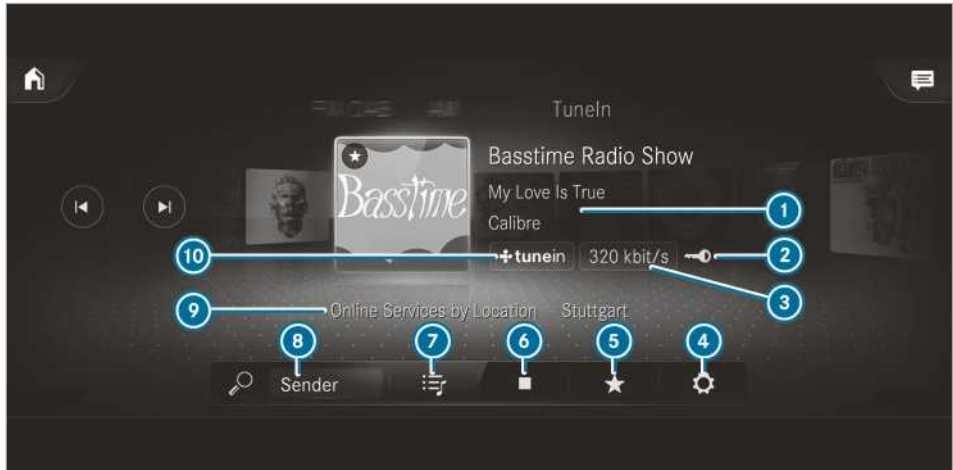 TuneIn
Basstime Radio Show
Basstime
My Love Is True
1
Calibre
10
tunein
320 kbit/s
2
3
9
Online Services by Location Stuttgart
8
7
6
5
4
Sender